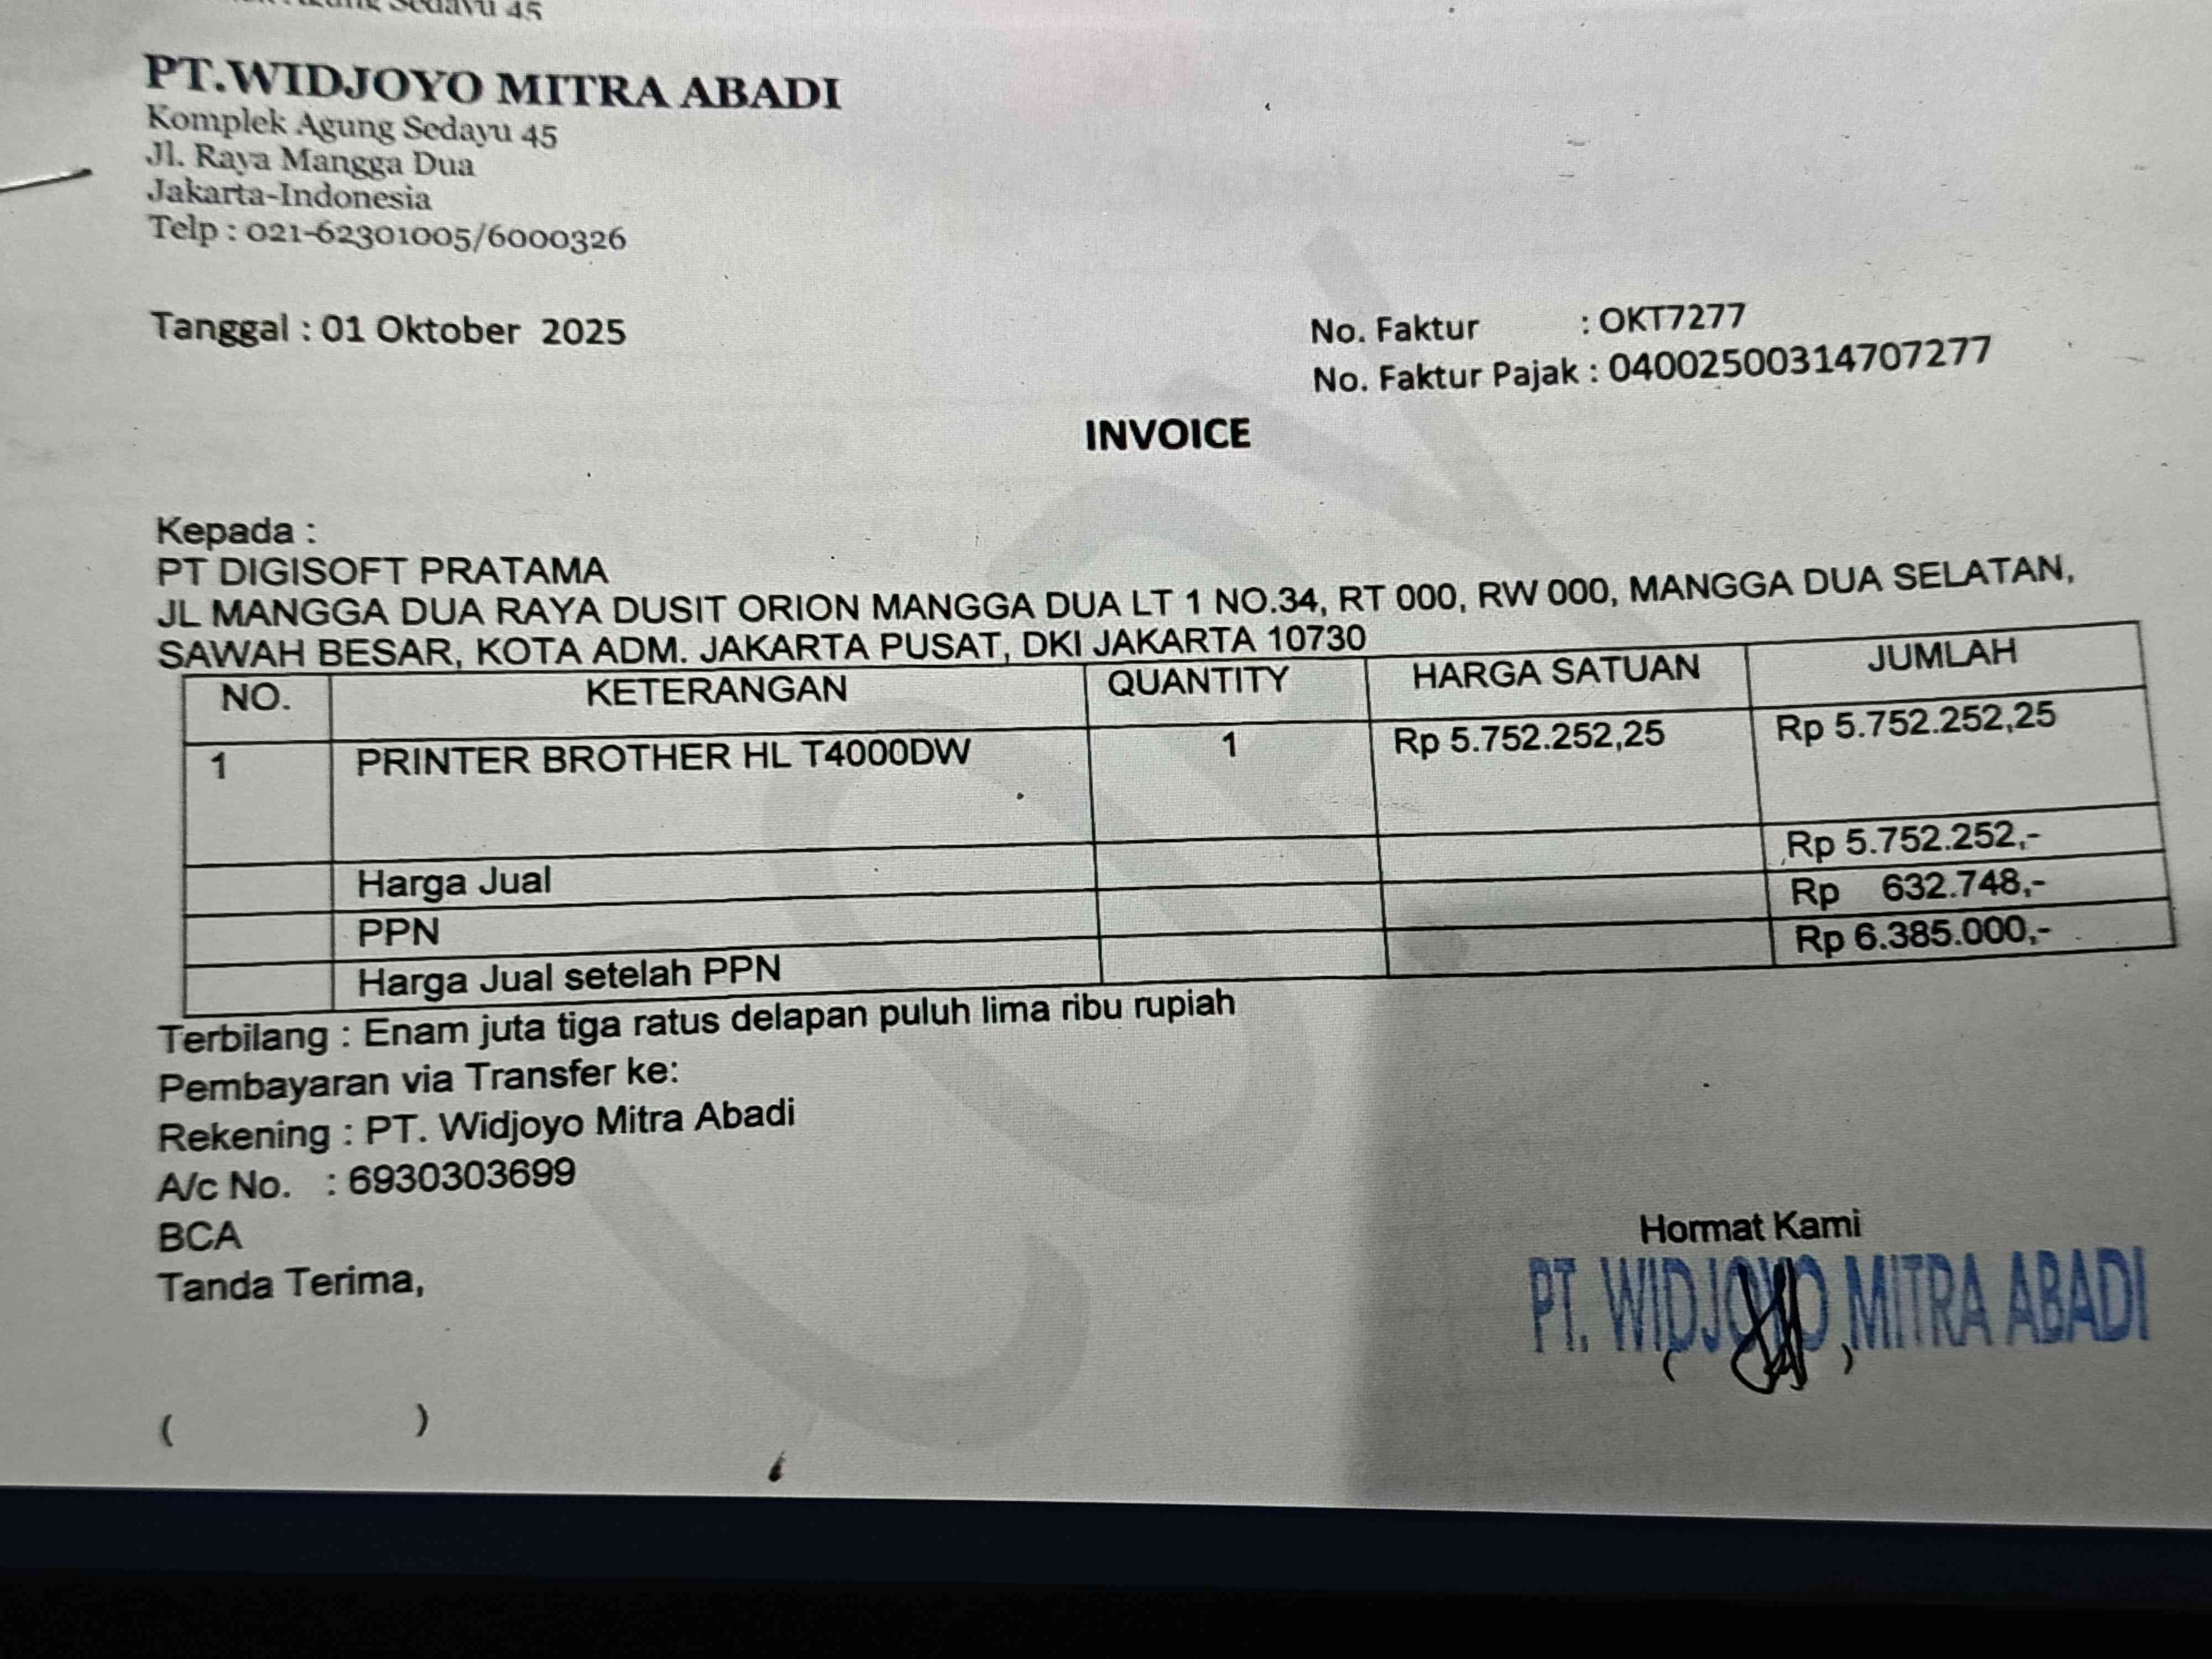 Sedayu 45
PT.WIDJOYO MITRA ABADI
Komplek Agung Sedayu 45
Jl. Raya Mangga Dua
Jakarta-Indonesia
Telp : 021-62301005/6000326
Tanggal : 01 Oktober 2025
No. Faktur : OKT7277
No. Faktur Pajak : 04002500314707277
INVOICE
Kepada :
PT DIGISOFT PRATAMA
JL MANGGA DUA RAYA DUSIT ORION MANGGA DUA LT 1 NO.34, RT 000, RW 000, MANGGA DUA SELATAN,
SAWAH BESAR, KOTA ADM. JAKARTA PUSAT, DKI JAKARTA 10730
NO. KETERANGAN QUANTITY HARGA SATUAN JUMLAH
1 PRINTER BROTHER HL T4000DW 1 Rp 5.752.252,25 Rp 5.752.252,25
Harga Jual Rp 5.752.252,-
PPN Rp 632.748,-
Harga Jual setelah PPN Rp 6.385.000,-
Terbilang : Enam juta tiga ratus delapan puluh lima ribu rupiah
Pembayaran via Transfer ke:
Rekening : PT. Widjoyo Mitra Abadi
A/c No. : 6930303699
BCA
Tanda Terima,
Hormat Kami
PT. WIDJOYO MITRA ABADI
( )
( )